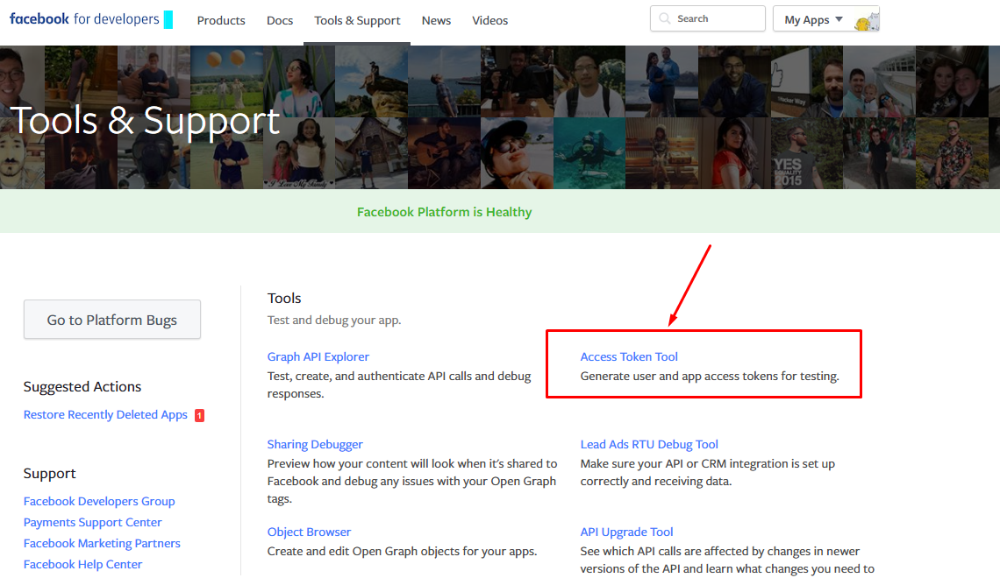 facebook for developers
Products
Docs
Tools & Support
News
Videos
Search
My Apps
Tools & Support
I Love My Family
YES
EQUALITY
2015
Facebook Platform is Healthy
Go to Platform Bugs
Suggested Actions
Restore Recently Deleted Apps 1
Support
Facebook Developers Group
Payments Support Center
Facebook Marketing Partners
Facebook Help Center
Tools
Test and debug your app.
Graph API Explorer
Test, create, and authenticate API calls and debug
responses.
Access Token Tool
Generate user and app access tokens for testing.
Sharing Debugger
Preview how your content will look when it's shared to
Facebook and debug any issues with your Open Graph
tags.
Lead Ads RTU Debug Tool
Make sure your API or CRM integration is set up
correctly and receiving data.
Object Browser
Create and edit Open Graph objects for your apps.
API Upgrade Tool
See which API calls are affected by changes in newer
versions of the API and learn what changes you need to